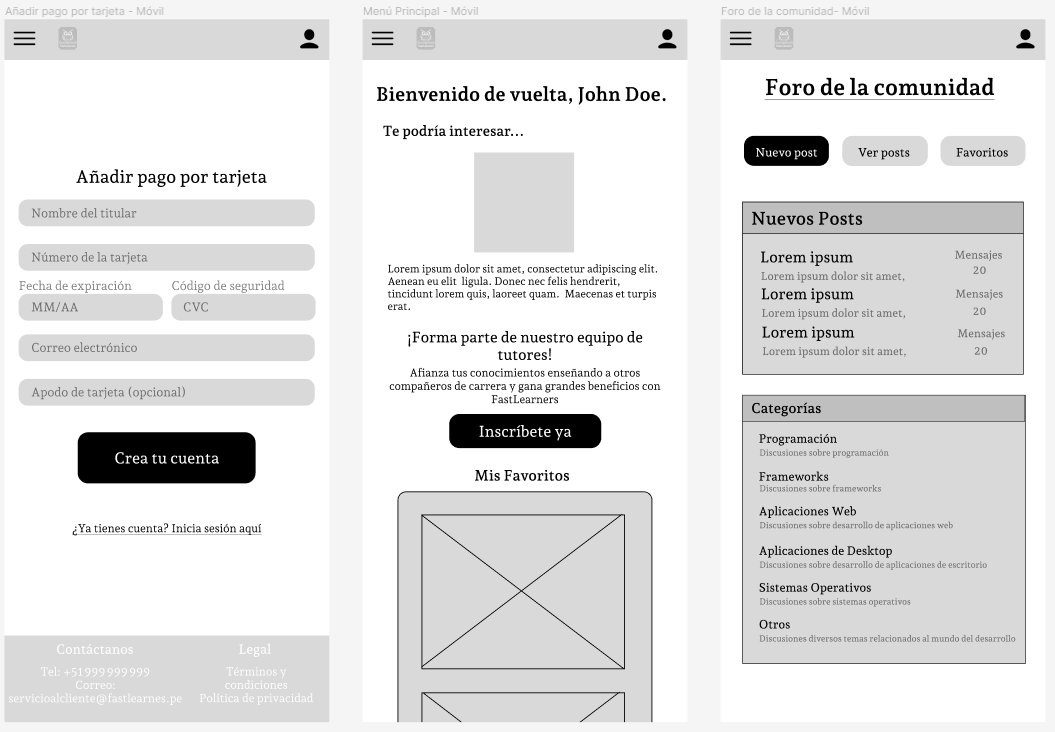 Añadir pago por tarjeta - Móvil
Añadir pago por tarjeta
Nombre del titular
Número de la tarjeta
Fecha de expiración
Código de seguridad
MM/AA
CVC
Correo electrónico
Apodo de tarjeta (opcional)
Crea tu cuenta
¿Ya tienes cuenta? Inicia sesión aquí
Contáctanos
Tel: +51 999 999 999
Correo:
servicioalcliente@fastlearnes.pe
Legal
Términos y
condiciones
Política de privacidad
Menú Principal - Móvil
Bienvenido de vuelta, John Doe.
Te podría interesar...
Lorem ipsum dolor sit amet, consectetur adipiscing elit.
Aenean eu elit ligula. Donec nec felis hendrerit,
tincidunt lorem quis, laoreet quam. Maecenas et turpis
erat.
¡Forma parte de nuestro equipo de
tutores!
Afianza tus conocimientos enseñando a otros
compañeros de carrera y gana grandes beneficios con
FastLearners
Inscríbete ya
Mis Favoritos
Foro de la comunidad- Móvil
Foro de la comunidad
Nuevo post
Ver posts
Favoritos
Nuevos Posts
Lorem ipsum
Lorem ipsum dolor sit amet,
Mensajes
20
Lorem ipsum
Lorem ipsum dolor sit amet,
Mensajes
20
Lorem ipsum
Lorem ipsum dolor sit amet,
Mensajes
20
Categorías
Programación
Discusiones sobre programación
Frameworks
Discusiones sobre frameworks
Aplicaciones Web
Discusiones sobre desarrollo de aplicaciones web
Aplicaciones de Desktop
Discusiones sobre desarrollo de aplicaciones de escritorio
Sistemas Operativos
Discusiones sobre sistemas operativos
Otros
Discusiones diversos temas relacionados al mundo del desarrollo